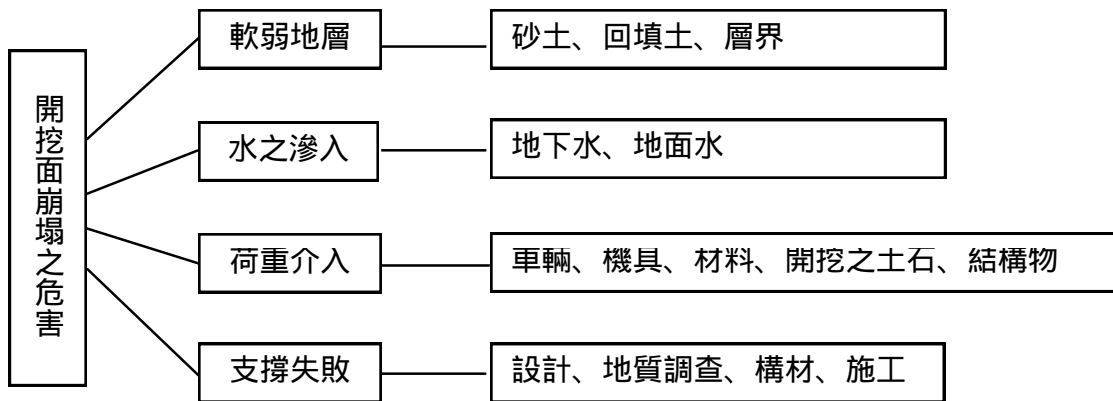 開挖面崩塌之危害
軟弱地層
砂土、回填土、層界
水之滲入
地下水、地面水
荷重介入
車輛、機具、材料、開挖之土石、結構物
支撐失敗
設計、地質調查、構材、施工